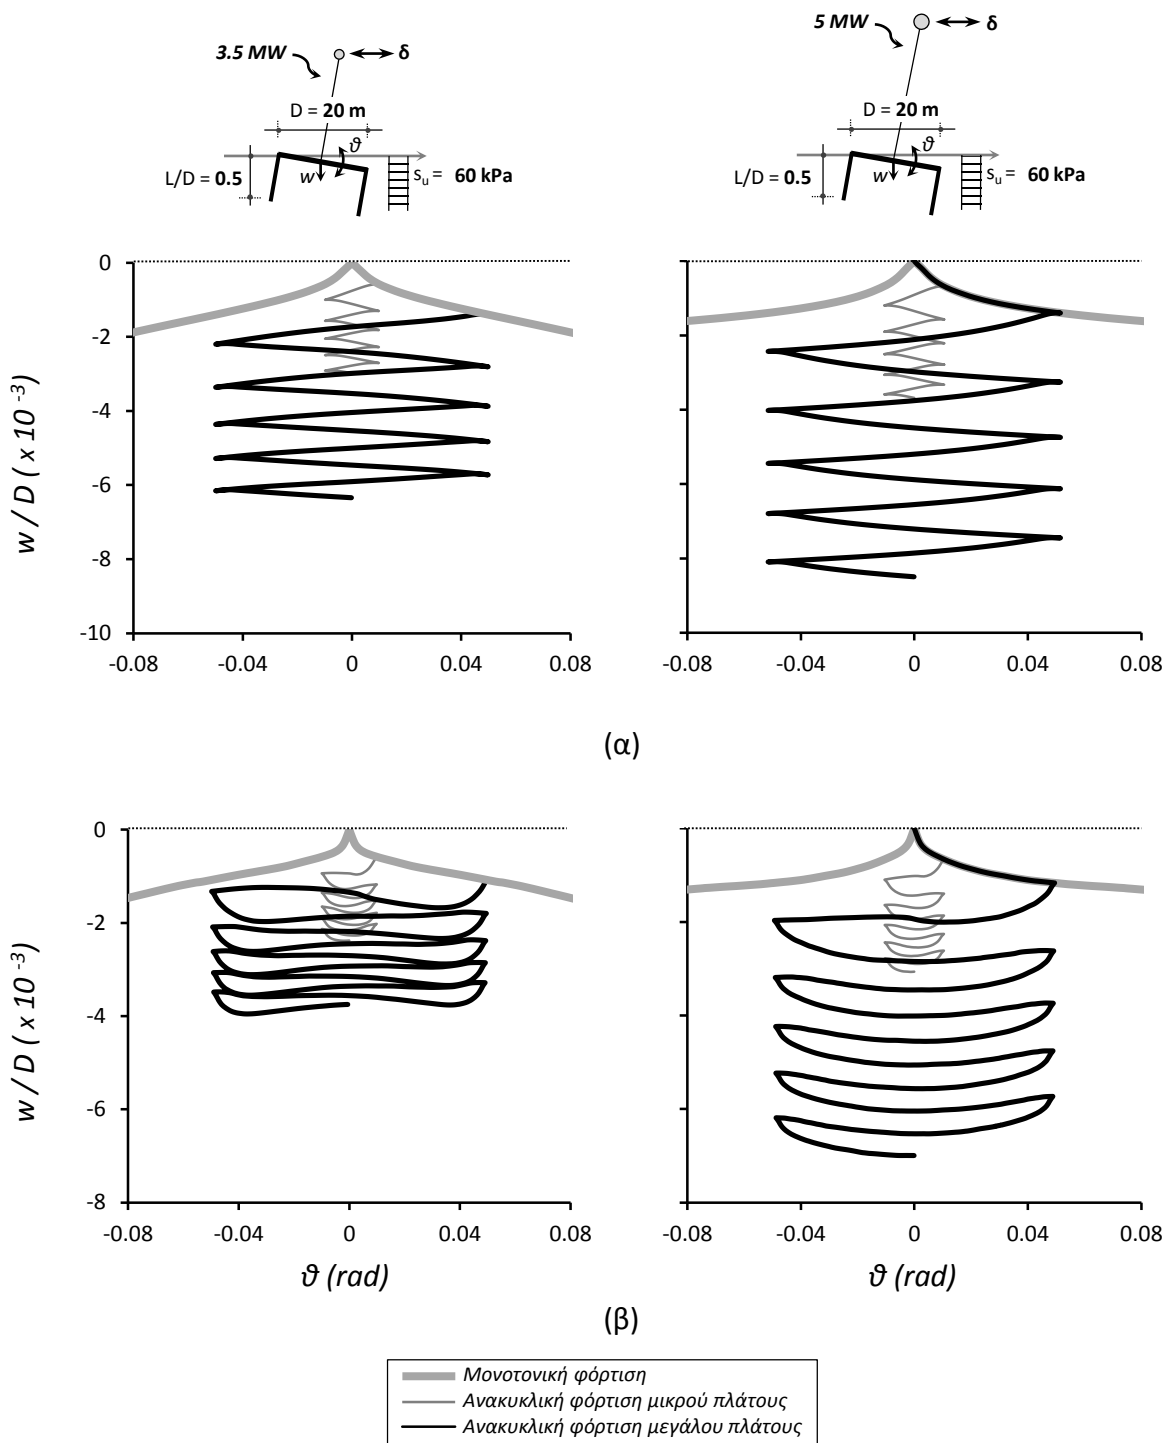 3.5 MW
δ
D = 20 m
ϑ
w
L/D = 0.5
s_u = 60 kPa
5 MW
δ
D = 20 m
ϑ
w
L/D = 0.5
s_u = 60 kPa
w / D ( x 10 ⁻³ )
0
-2
-4
-6
-8
-10
-0.08 -0.04 0 0.04 0.08
-0.08 -0.04 0 0.04 0.08
(α)
w / D ( x 10 ⁻³ )
0
-2
-4
-6
-8
-0.08 -0.04 0 0.04 0.08
-0.08 -0.04 0 0.04 0.08
ϑ (rad)
ϑ (rad)
(β)
Μονοτονική φόρτιση
Ανακυκλική φόρτιση μικρού πλάτους
Ανακυκλική φόρτιση μεγάλου πλάτους